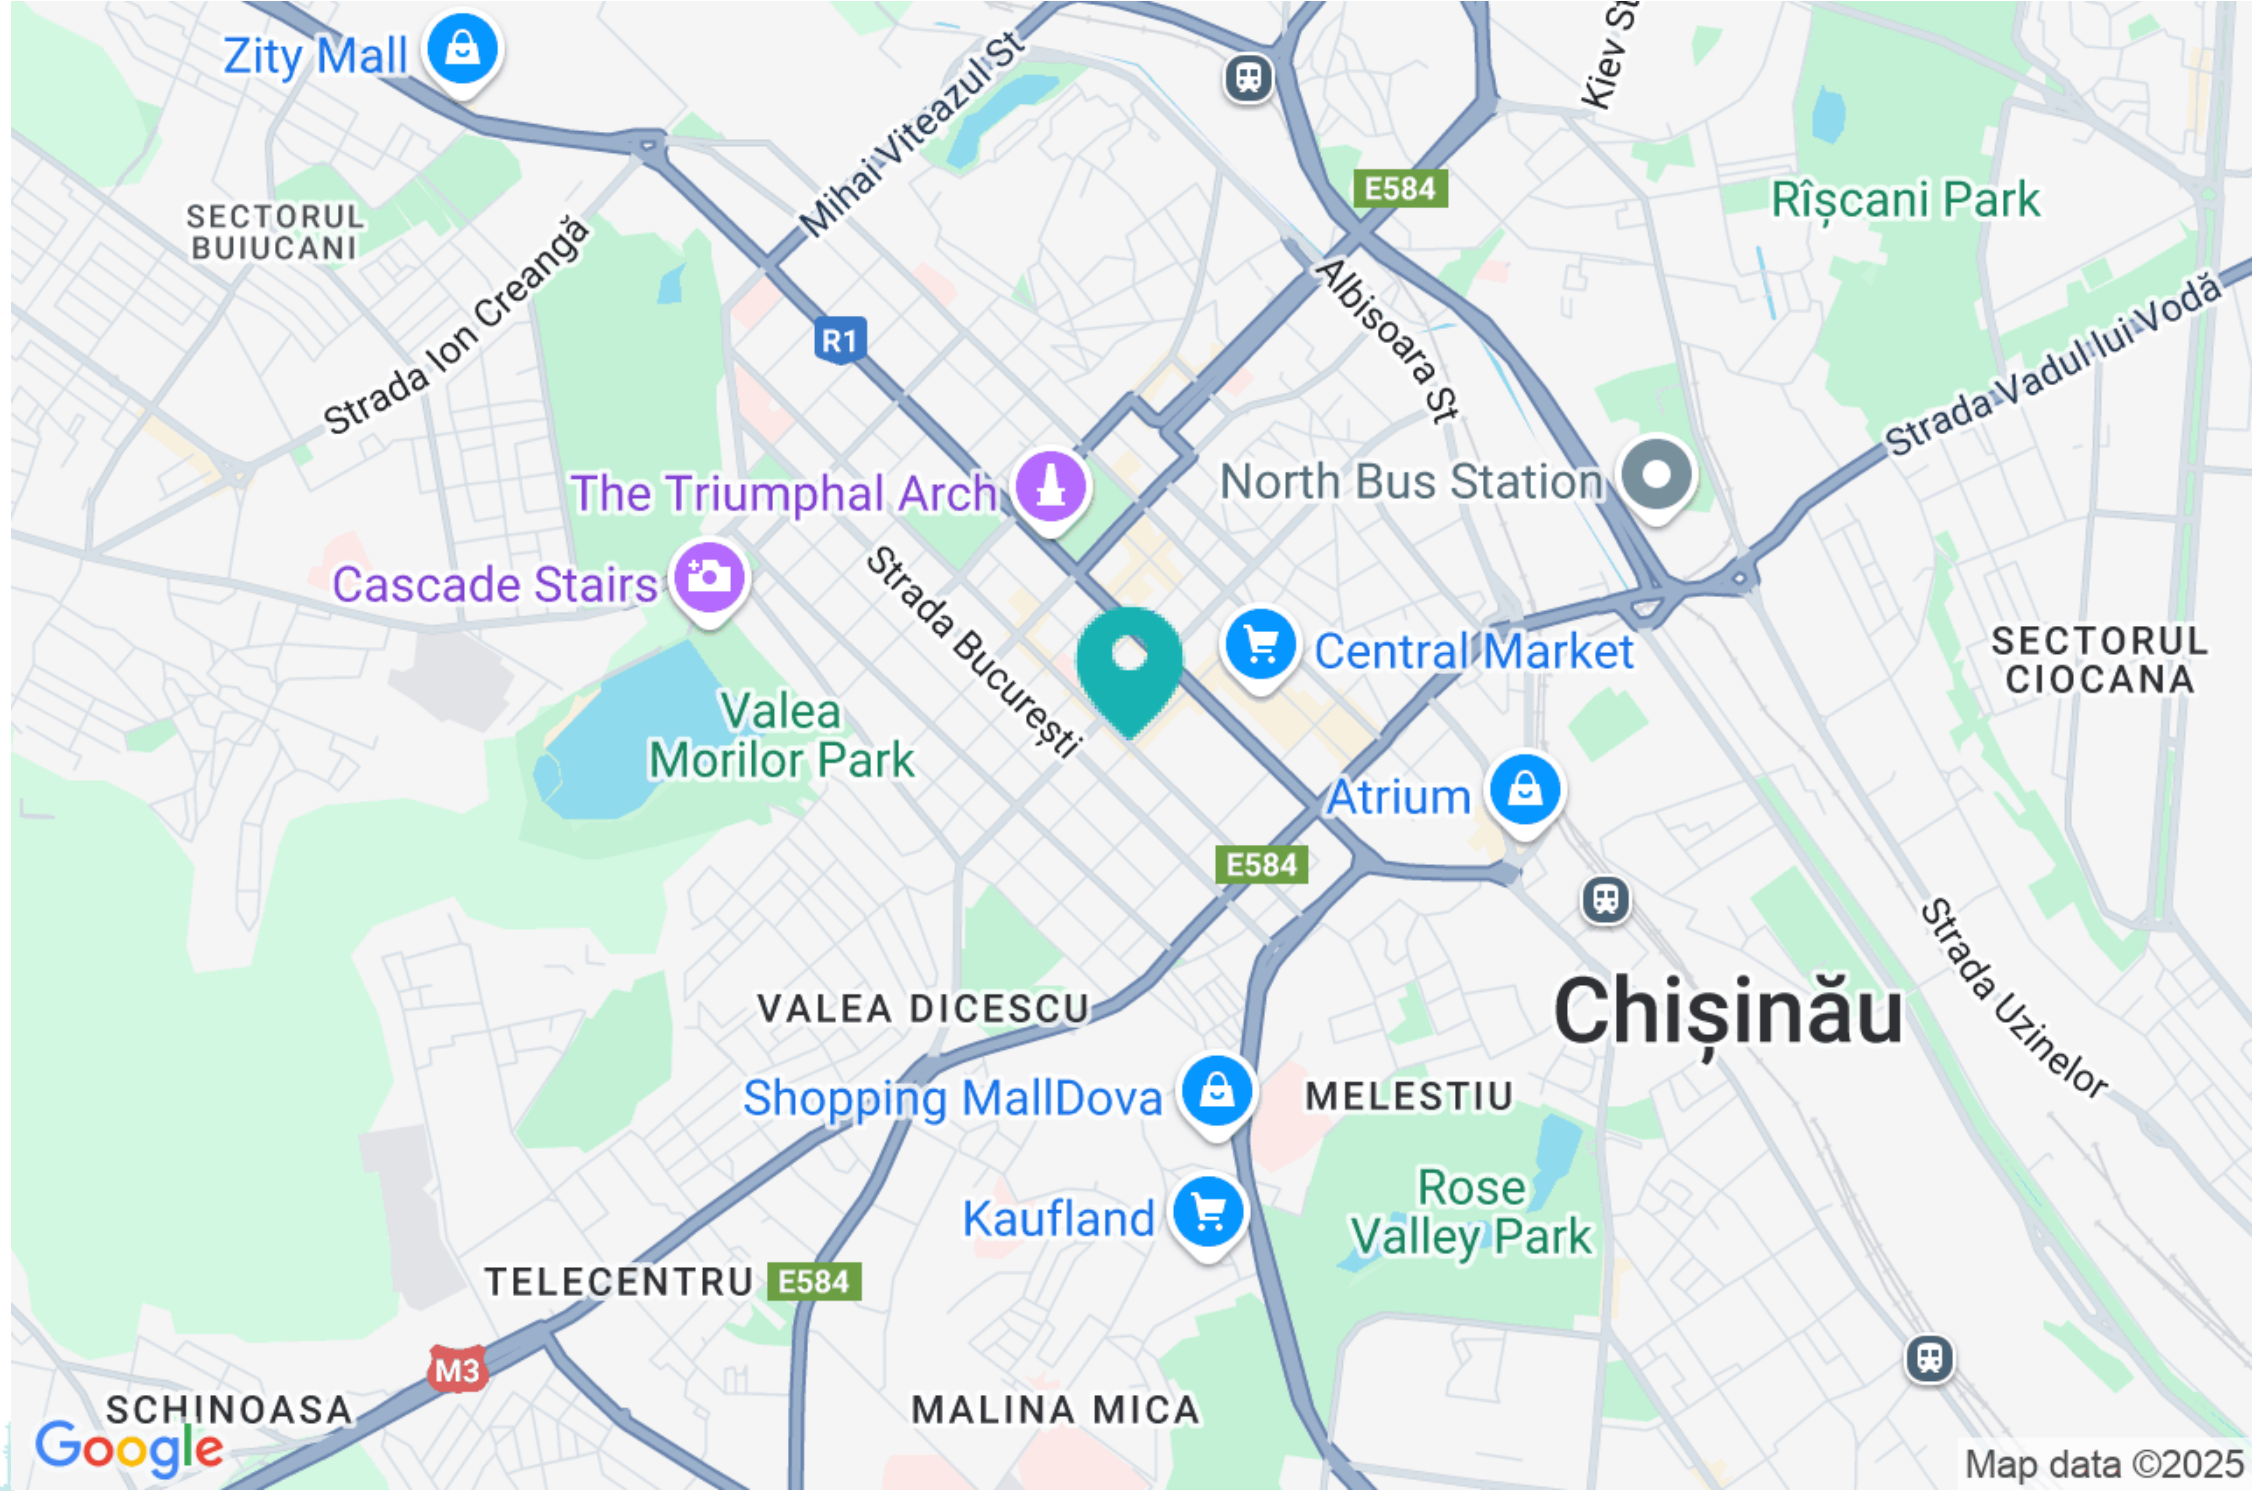 Zity Mall
Mihai Viteazul St
Kiev St
E584
Rîșcani Park
SECTORUL
BUIUCANI
Strada Ion Creangă
R1
Albisoara St
Strada Vadul lui Vodă
The Triumphal Arch
North Bus Station
Cascade Stairs
Strada București
Central Market
SECTORUL
CIOCANA
Valea
Morilor Park
Atrium
E584
Strada Uzinelor
VALEA DICESCU
Chișinău
Shopping MallDova
MELESTIU
Rose
Valley Park
Kaufland
TELECENTRU
E584
M3
SCHINOASA
MALINA MICA
Google
Map data ©2025